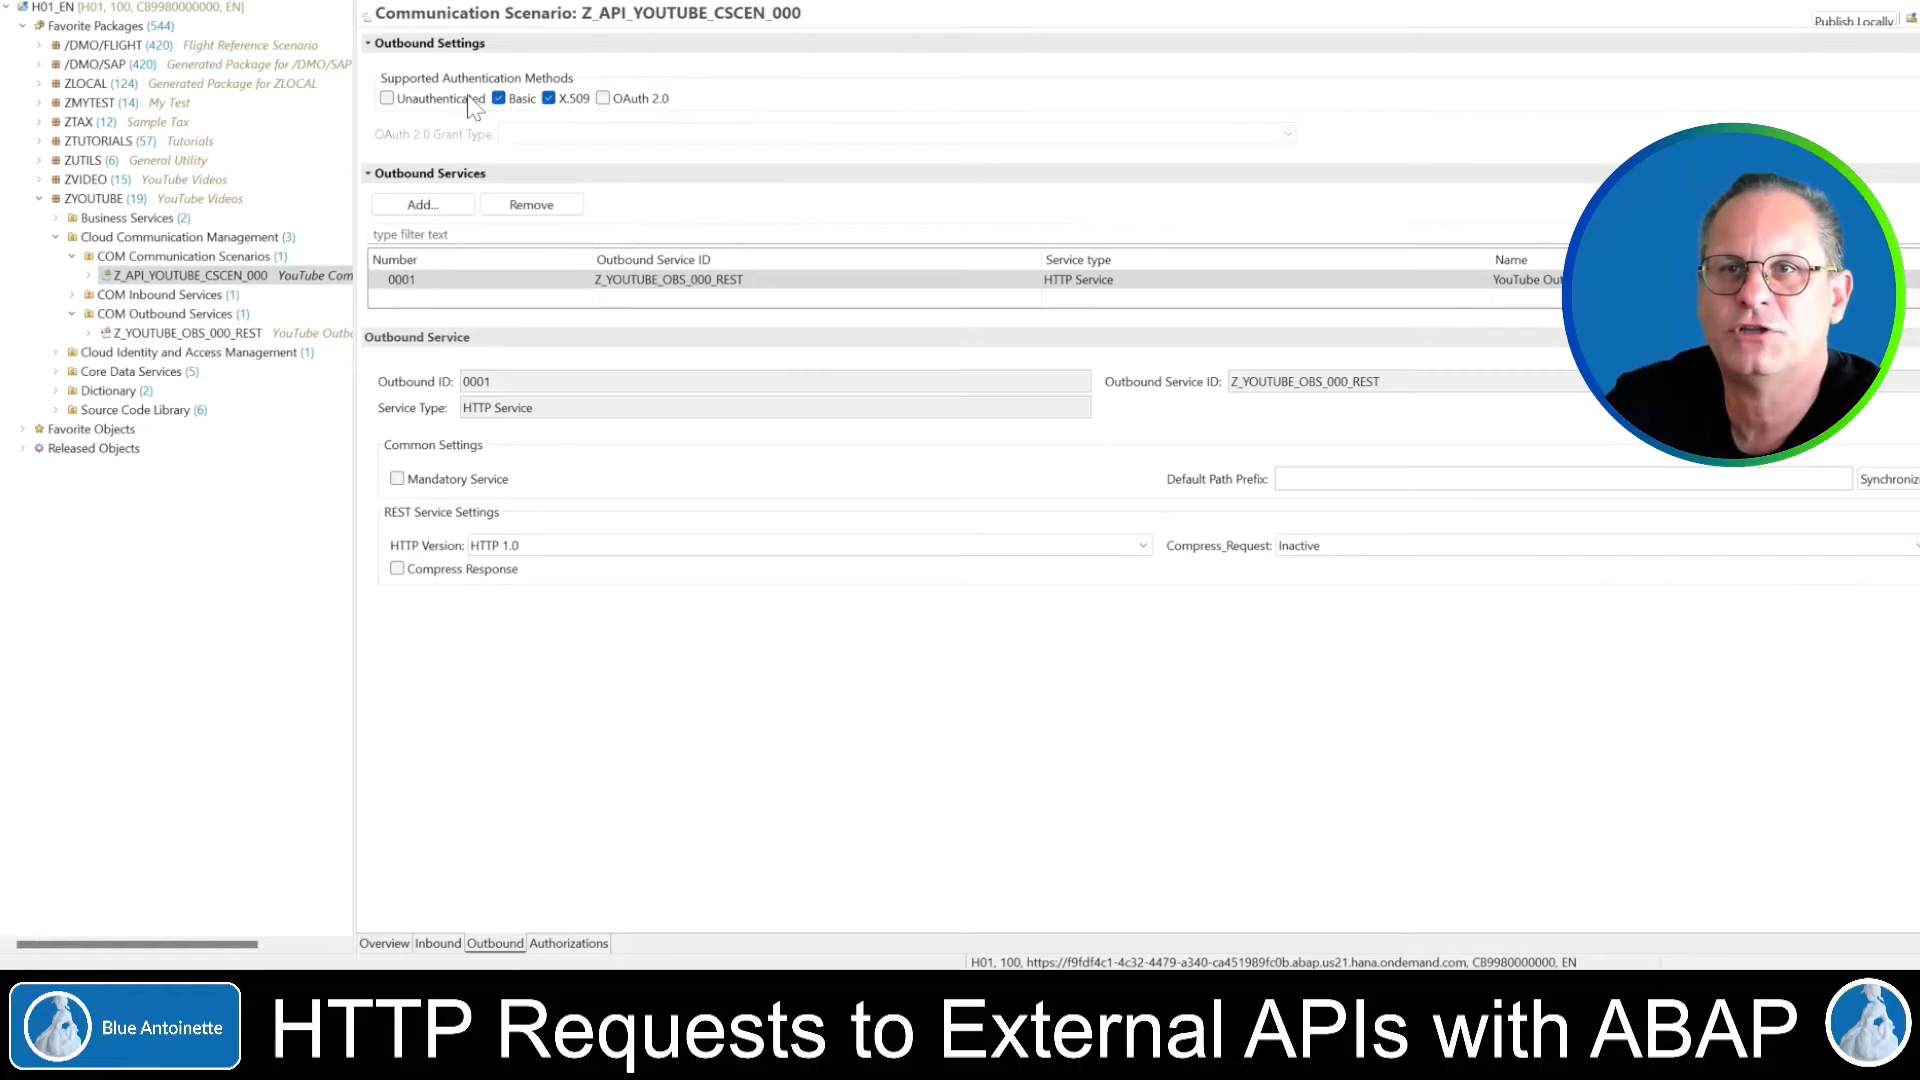 H01_EN [H01, 100, CB9980000000, EN]
Favorite Packages (544)
/DMO/FLIGHT (420) Flight Reference Scenario
/DMO/SAP (420) Generated Package for /DMO/SAP
ZLOCAL (124) Generated Package for ZLOCAL
ZMYTEST (14) My Test
ZTAX (12) Sample Tax
ZTUTORIALS (57) Tutorials
ZUTILS (6) General Utility
ZVIDEO (15) YouTube Videos
ZYOUTUBE (19) YouTube Videos
Business Services (2)
Cloud Communication Management (3)
COM Communication Scenarios (1)
Z_API_YOUTUBE_CSCEN_000 YouTube Com
COM Inbound Services (1)
COM Outbound Services (1)
Z_YOUTUBE_OBS_000_REST YouTube Outbo
Cloud Identity and Access Management (1)
Core Data Services (5)
Dictionary (2)
Source Code Library (6)
Favorite Objects
Released Objects
Communication Scenario: Z_API_YOUTUBE_CSCEN_000
Publish Locally
Outbound Settings
Supported Authentication Methods
Unauthenticated Basic X.509 OAuth 2.0
OAuth 2.0 Grant Type:
Outbound Services
Add... Remove
type filter text
Number Outbound Service ID Service type Name
0001 Z_YOUTUBE_OBS_000_REST HTTP Service YouTube Out
Outbound Service
Outbound ID: 0001 Outbound Service ID: Z_YOUTUBE_OBS_000_REST
Service Type: HTTP Service
Common Settings
Mandatory Service Default Path Prefix: Synchroniz
REST Service Settings
HTTP Version: HTTP 1.0 Compress_Request: Inactive
Compress Response
Overview Inbound Outbound Authorizations
H01, 100, https://f9fdf4c1-4c32-4479-a340-ca451989fc0b.abap.us21.hana.ondemand.com, CB9980000000, EN
Blue Antoinette
HTTP Requests to External APIs with ABAP